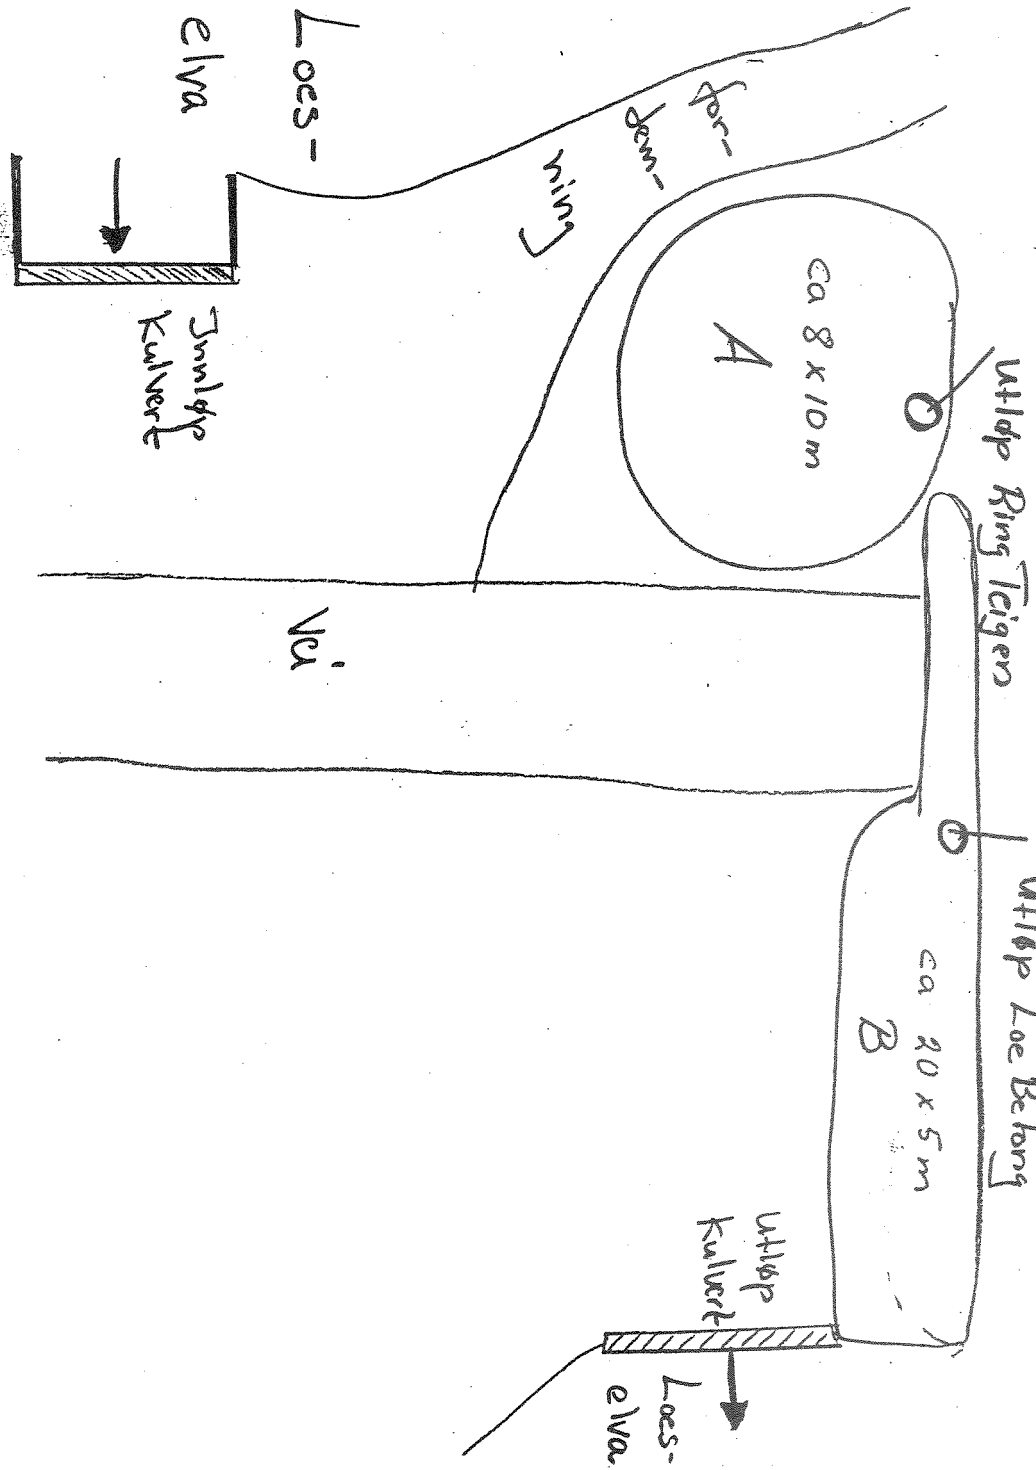 Utløp Ring Teigen
Utløp Loe Betong
ca 8 x 10 m
A
ca 20 x 5 m
B
for-
dem-
ning
Utløp
Kulvert
Loes-
elva
Vei
Loes-
elva
Innløp
Kulvert